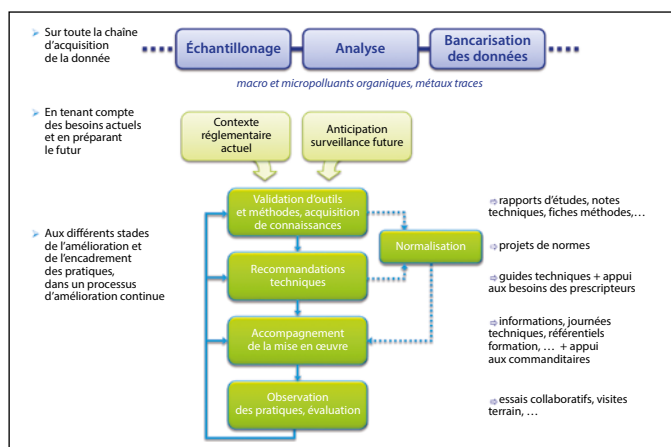 Sur toute la chaîne
d'acquisition
de la donnée
Échantillonage
Analyse
Bancarisation
des données
macro et micropolluants organiques, métaux traces
En tenant compte
des besoins actuels
et en préparant
le futur
Contexte
réglementaire
actuel
Anticipation
surveillance future
Aux différents stades
de l'amélioration et
de l'encadrement
des pratiques,
dans un processus
d'amélioration continue
Validation d'outils
et méthodes, acquisition
de connaissances
Normalisation
Recommandations
techniques
Accompagnement
de la mise en œuvre
Observation
des pratiques, évaluation
rapports d'études, notes
techniques, fiches méthodes,…
projets de normes
guides techniques + appui
aux besoins des prescripteurs
informations, journées
techniques, référentiels
formation, … + appui
aux commanditaires
essais collaboratifs, visites
terrain, …